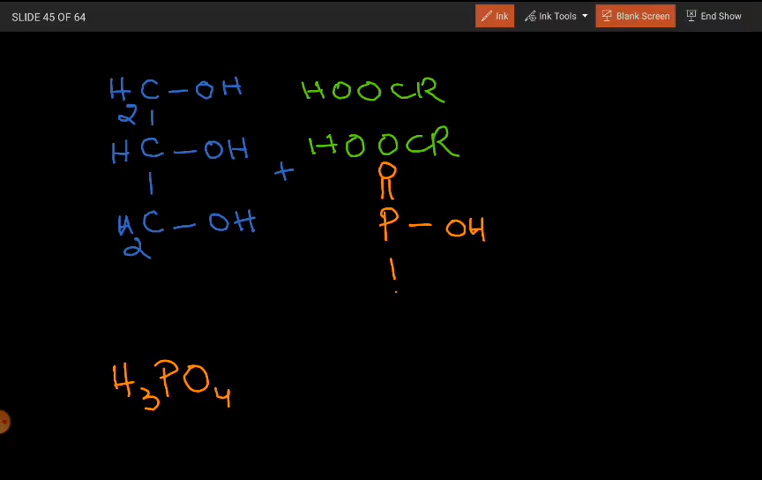 SLIDE 45 OF 64 Ink Ink Tools Blank Screen End Show
H2C – OH HOOCR
|
HC – OH + HOOCR
| O
||
H2C – OH P – OH
|
H3PO4